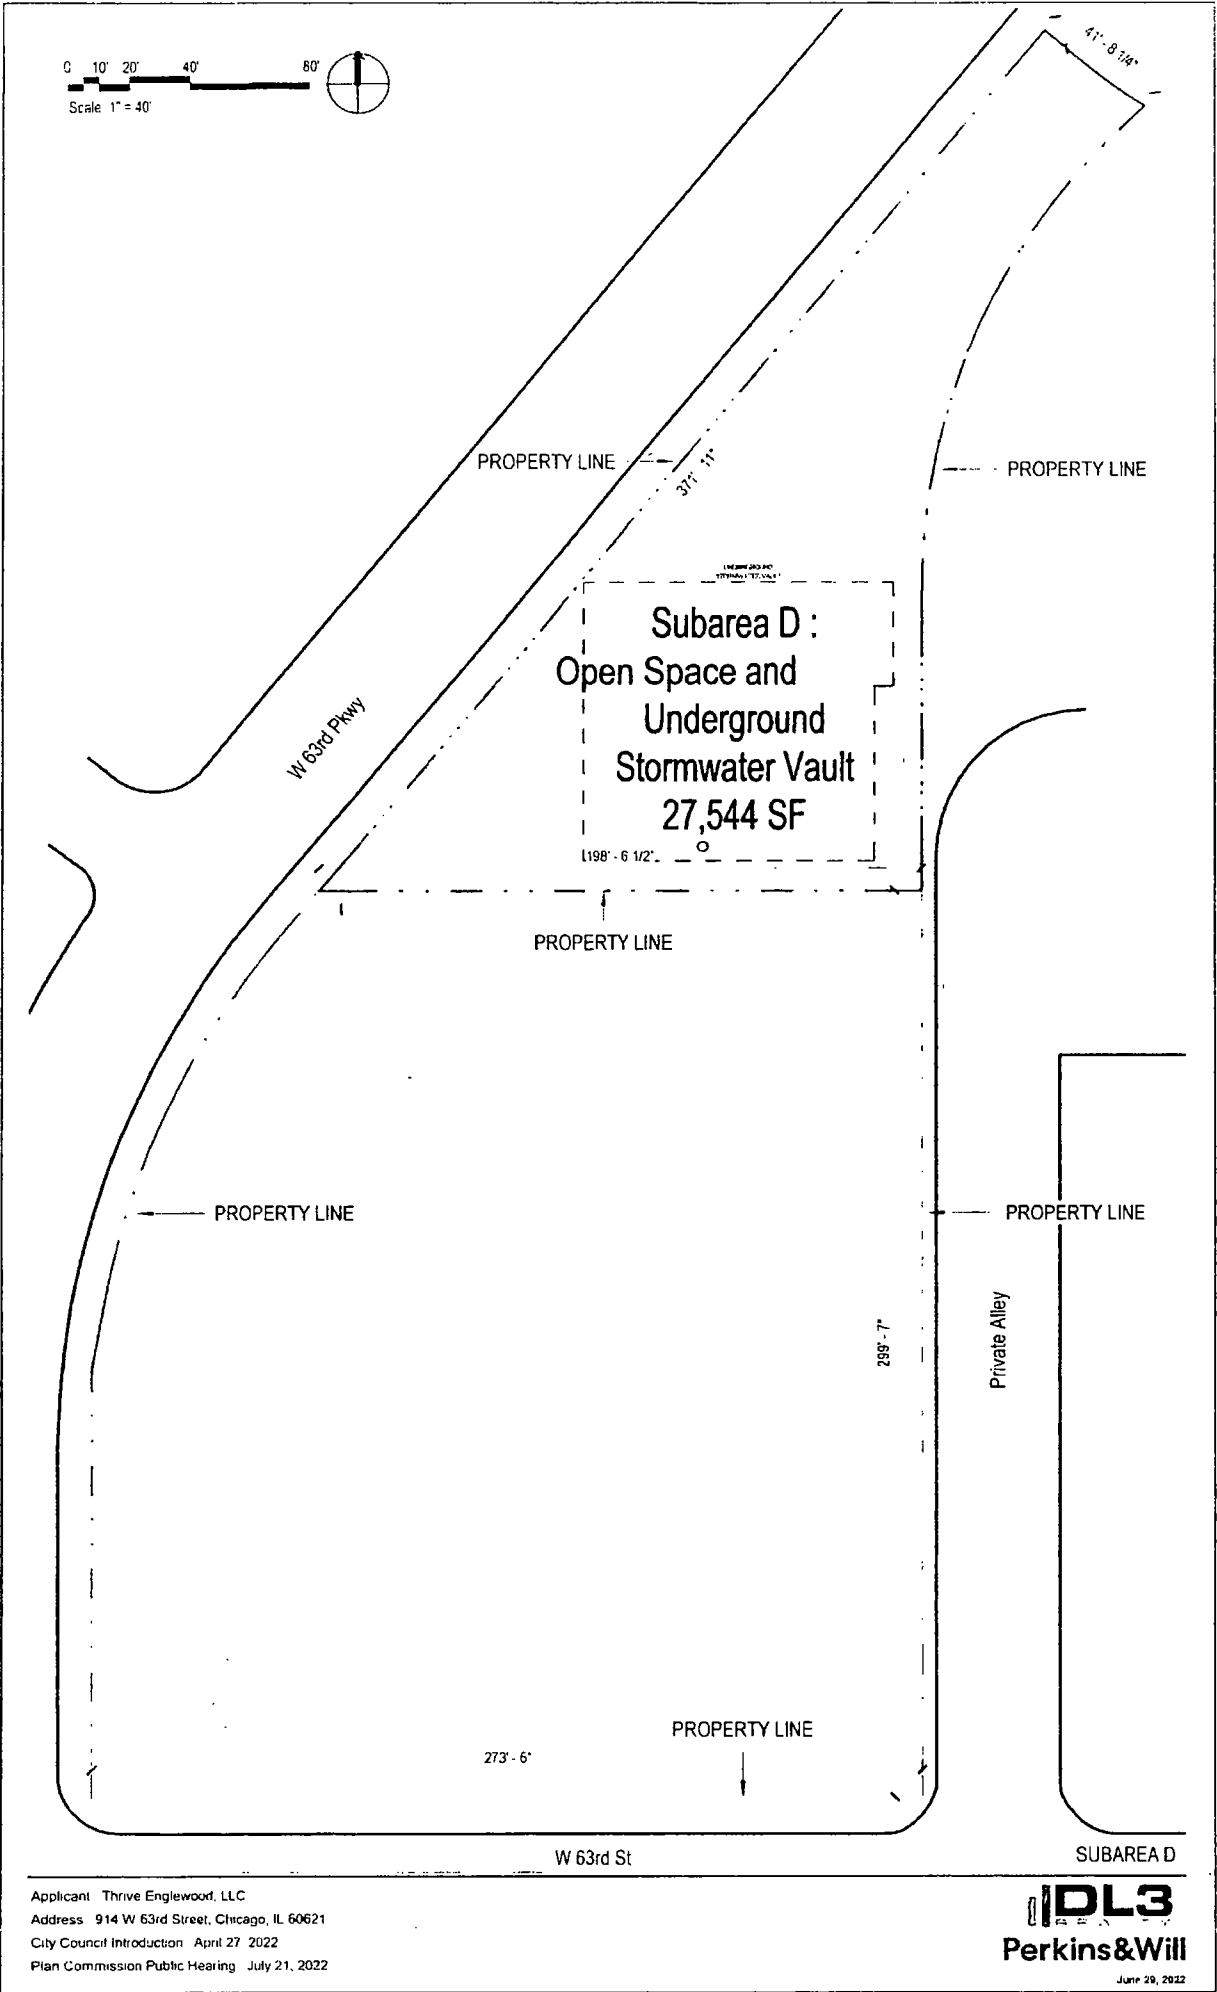 0 10' 20' 40' 80'
Scale 1" = 40'
41' - 8 1/4"
PROPERTY LINE
371' - 11"
PROPERTY LINE
UNDERGROUND
STORMWATER VAULT
Subarea D :
Open Space and
Underground
Stormwater Vault
27,544 SF
198' - 6 1/2"
W 63rd Pkwy
PROPERTY LINE
PROPERTY LINE
PROPERTY LINE
299' - 7"
Private Alley
PROPERTY LINE
273' - 6"
W 63rd St
SUBAREA D
Applicant Thrive Englewood, LLC
Address 914 W 63rd Street, Chicago, IL 60621
City Council Introduction April 27 2022
Plan Commission Public Hearing July 21, 2022
DL3
REALTY
Perkins&Will
June 29, 2022